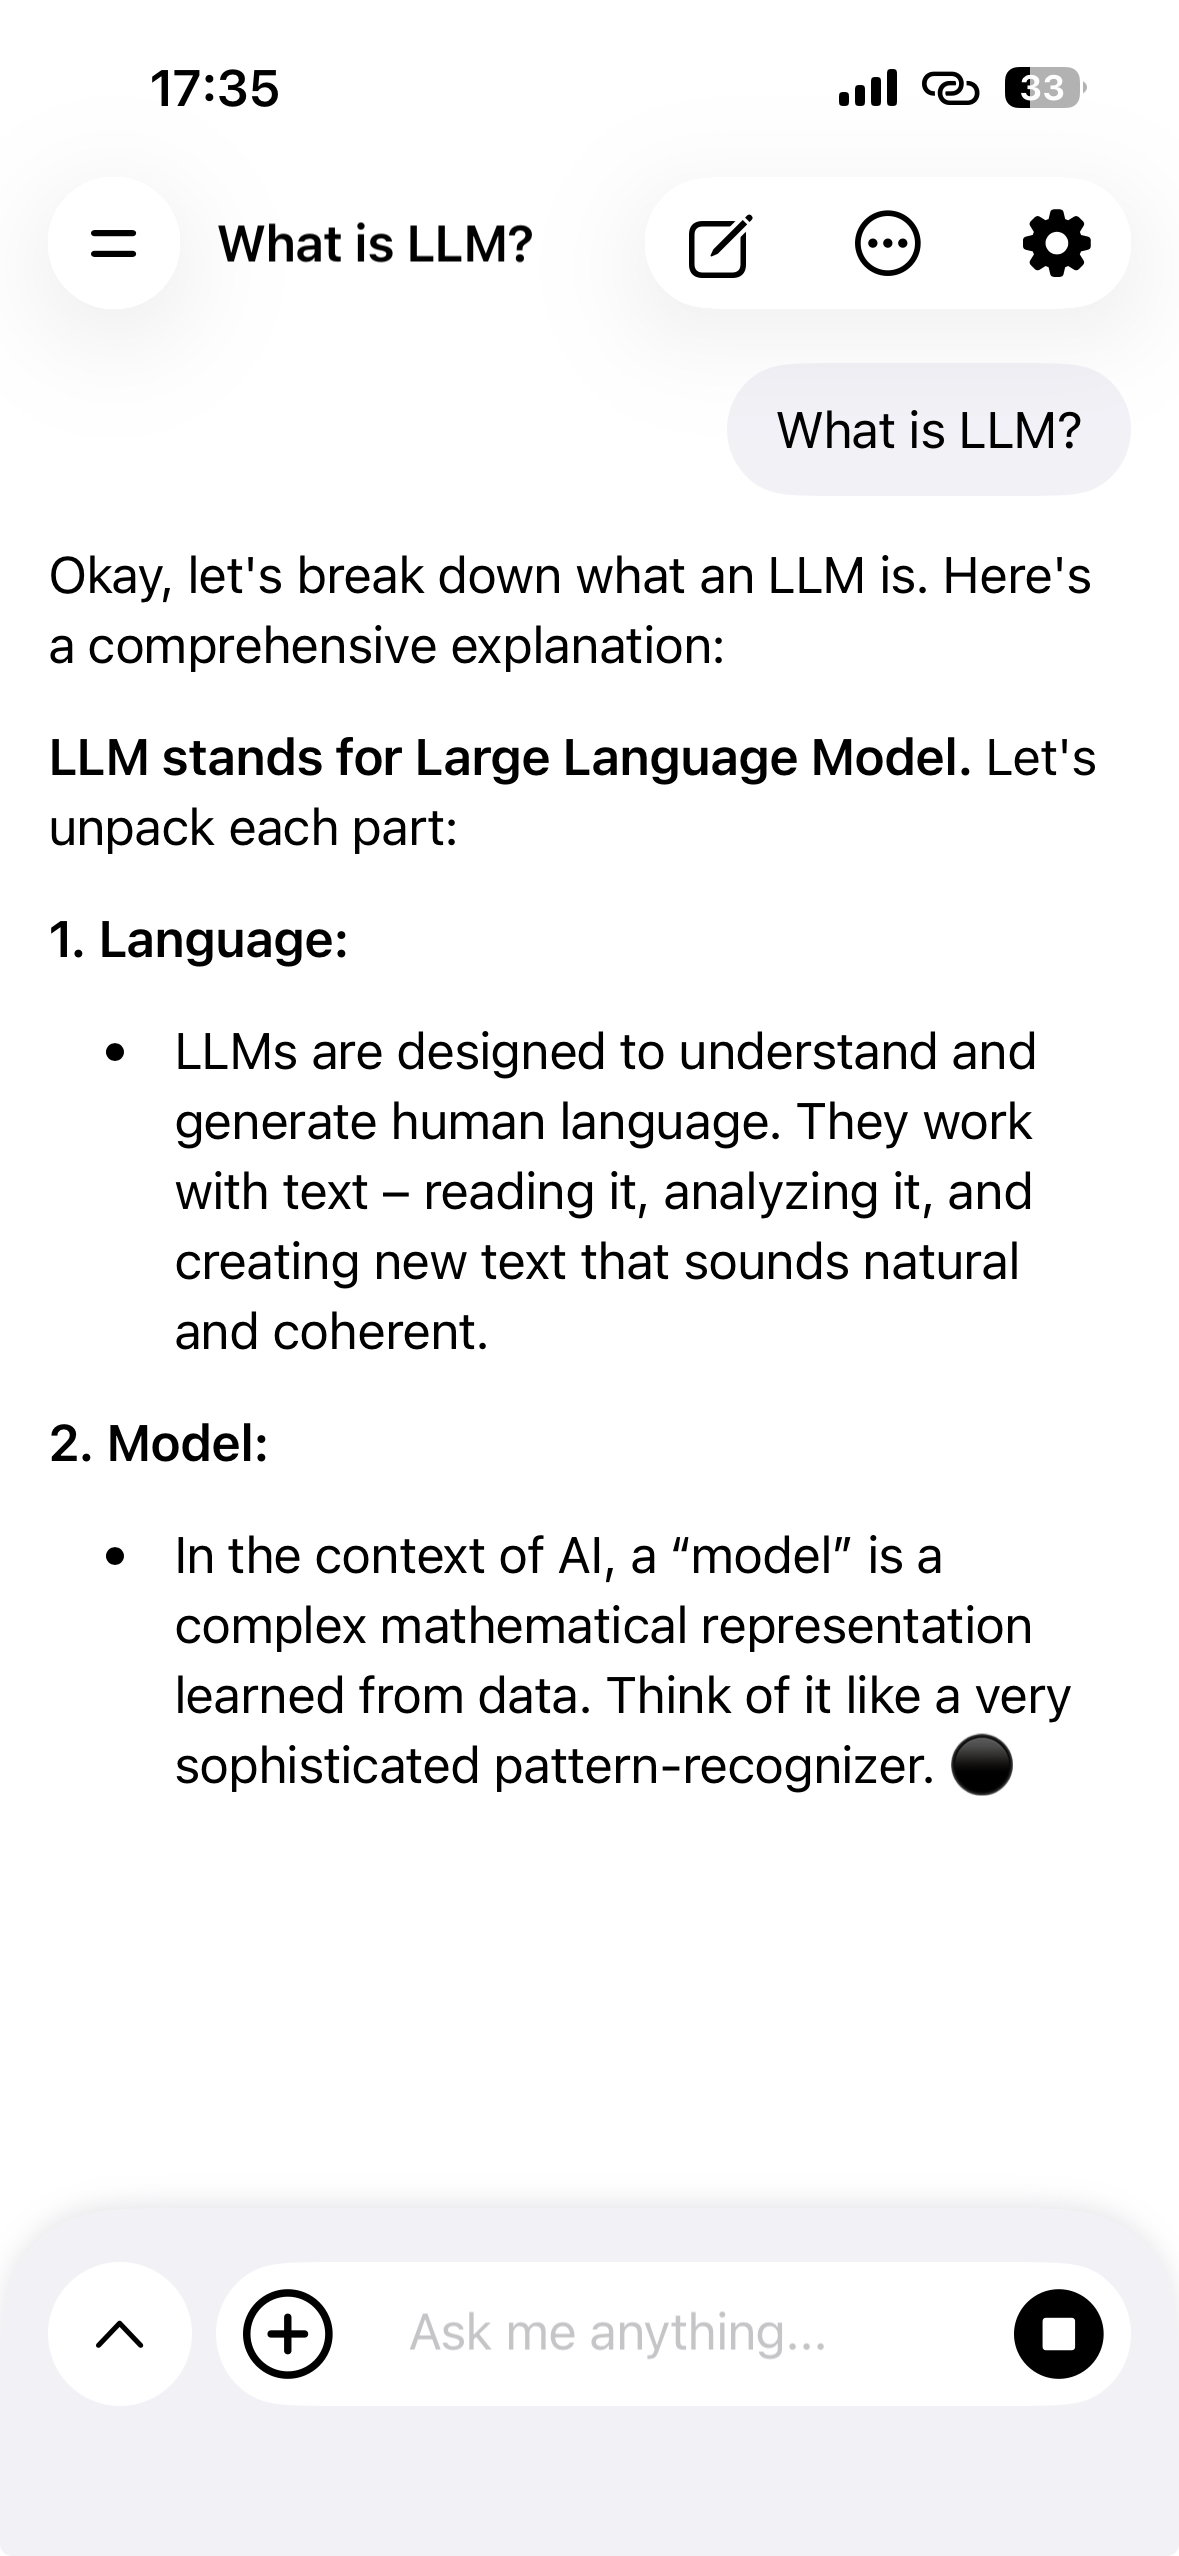 17:35
33
What is LLM?
What is LLM?
Okay, let's break down what an LLM is. Here's
a comprehensive explanation:
LLM stands for Large Language Model. Let's
unpack each part:
1. Language:
• LLMs are designed to understand and
generate human language. They work
with text – reading it, analyzing it, and
creating new text that sounds natural
and coherent.
2. Model:
• In the context of AI, a “model” is a
complex mathematical representation
learned from data. Think of it like a very
sophisticated pattern-recognizer.
Ask me anything...